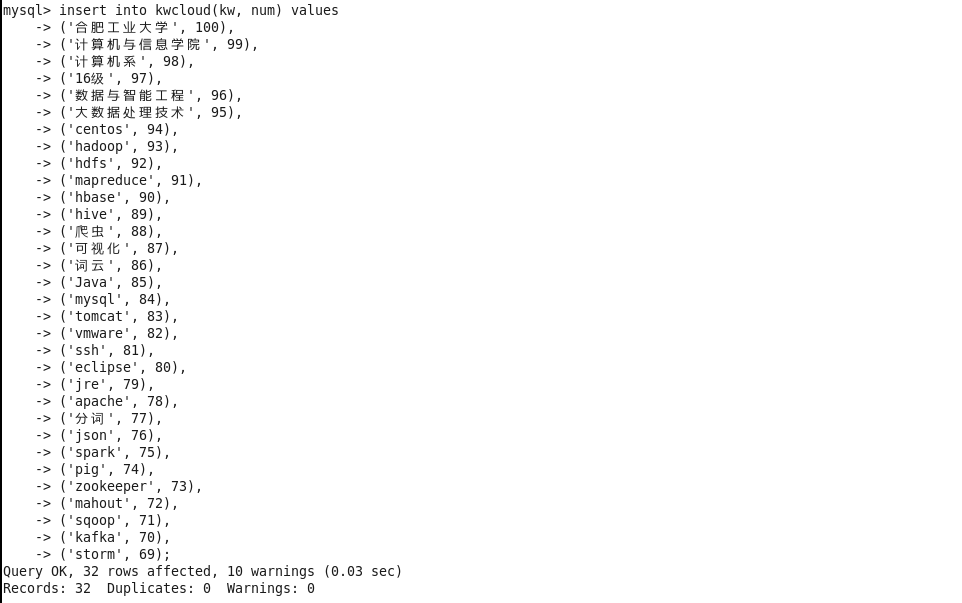 mysql> insert into kwcloud(kw, num) values
    -> ('合肥工业大学', 100),
    -> ('计算机与信息学院', 99),
    -> ('计算机系', 98),
    -> ('16级', 97),
    -> ('数据与智能工程', 96),
    -> ('大数据处理技术', 95),
    -> ('centos', 94),
    -> ('hadoop', 93),
    -> ('hdfs', 92),
    -> ('mapreduce', 91),
    -> ('hbase', 90),
    -> ('hive', 89),
    -> ('爬虫', 88),
    -> ('可视化', 87),
    -> ('词云', 86),
    -> ('Java', 85),
    -> ('mysql', 84),
    -> ('tomcat', 83),
    -> ('vmware', 82),
    -> ('ssh', 81),
    -> ('eclipse', 80),
    -> ('jre', 79),
    -> ('apache', 78),
    -> ('分词', 77),
    -> ('json', 76),
    -> ('spark', 75),
    -> ('pig', 74),
    -> ('zookeeper', 73),
    -> ('mahout', 72),
    -> ('sqoop', 71),
    -> ('kafka', 70),
    -> ('storm', 69);
Query OK, 32 rows affected, 10 warnings (0.03 sec)
Records: 32  Duplicates: 0  Warnings: 0